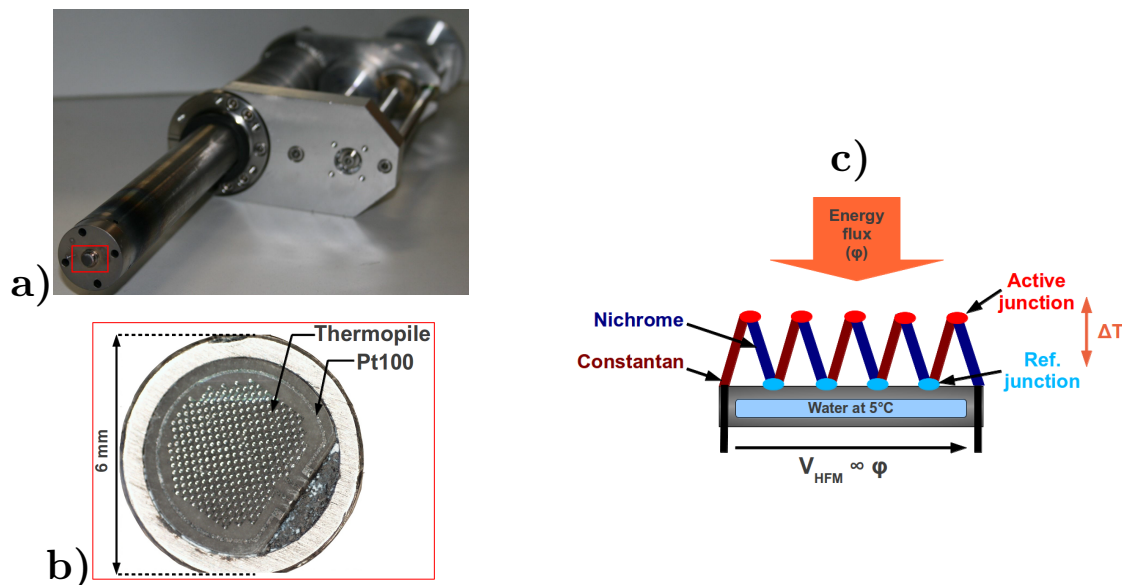 a)
Thermopile
Pt100
6 mm
b)
c)
Energy
flux
(φ)
Active
junction
Nichrome
ΔT
Constantan
Ref.
junction
Water at 5°C
V_HFM ∝ φ